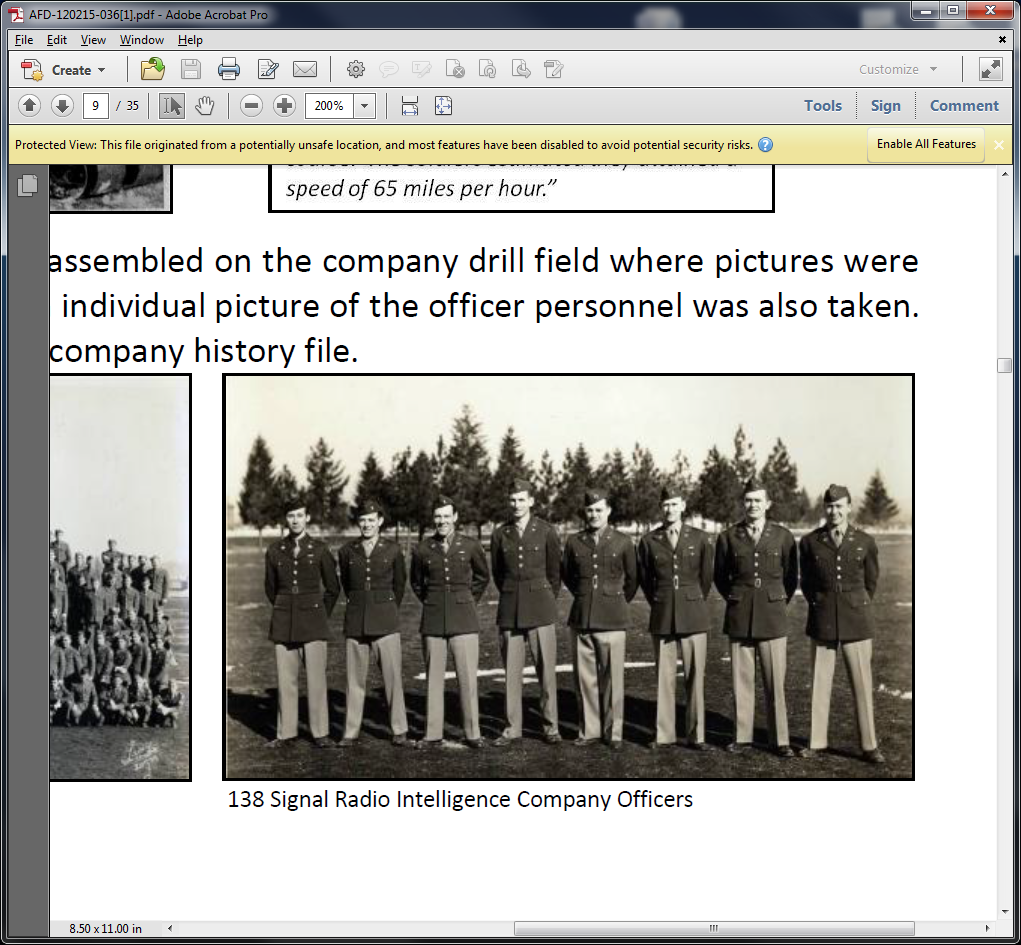 AFD-120215-036[1].pdf - Adobe Acrobat Pro
File Edit View Window Help
Create
Customize
9 / 35
200%
Tools Sign Comment
Protected View: This file originated from a potentially unsafe location, and most features have been disabled to avoid potential security risks.
Enable All Features
speed of 65 miles per hour.”
assembled on the company drill field where pictures were
individual picture of the officer personnel was also taken.
company history file.
138 Signal Radio Intelligence Company Officers
8.50 x 11.00 in